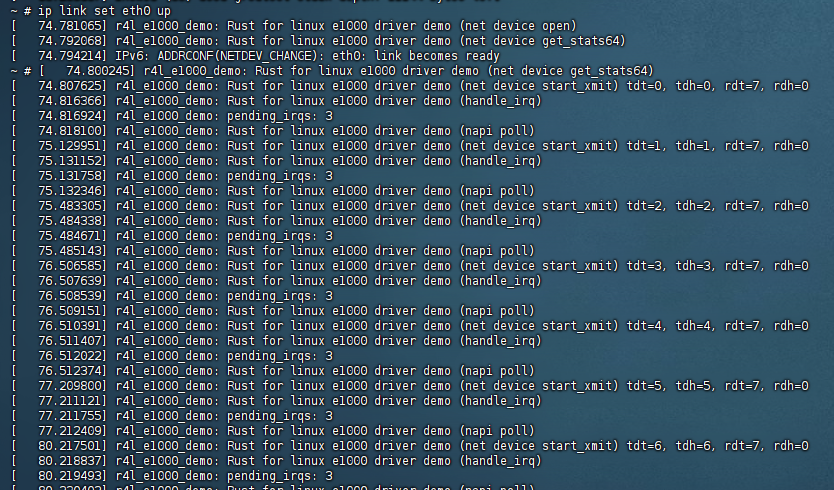 ~ # ip link set eth0 up
[   74.781065] r4l_e1000_demo: Rust for linux e1000 driver demo (net device open)
[   74.792068] r4l_e1000_demo: Rust for linux e1000 driver demo (net device get_stats64)
[   74.794214] IPv6: ADDRCONF(NETDEV_CHANGE): eth0: link becomes ready
~ # [   74.800245] r4l_e1000_demo: Rust for linux e1000 driver demo (net device get_stats64)
[   74.807625] r4l_e1000_demo: Rust for linux e1000 driver demo (net device start_xmit) tdt=0, tdh=0, rdt=7, rdh=0
[   74.816366] r4l_e1000_demo: Rust for linux e1000 driver demo (handle_irq)
[   74.816924] r4l_e1000_demo: pending_irqs: 3
[   74.818100] r4l_e1000_demo: Rust for linux e1000 driver demo (napi poll)
[   75.129951] r4l_e1000_demo: Rust for linux e1000 driver demo (net device start_xmit) tdt=1, tdh=1, rdt=7, rdh=0
[   75.131152] r4l_e1000_demo: Rust for linux e1000 driver demo (handle_irq)
[   75.131758] r4l_e1000_demo: pending_irqs: 3
[   75.132346] r4l_e1000_demo: Rust for linux e1000 driver demo (napi poll)
[   75.483305] r4l_e1000_demo: Rust for linux e1000 driver demo (net device start_xmit) tdt=2, tdh=2, rdt=7, rdh=0
[   75.484338] r4l_e1000_demo: Rust for linux e1000 driver demo (handle_irq)
[   75.484671] r4l_e1000_demo: pending_irqs: 3
[   75.485143] r4l_e1000_demo: Rust for linux e1000 driver demo (napi poll)
[   76.506585] r4l_e1000_demo: Rust for linux e1000 driver demo (net device start_xmit) tdt=3, tdh=3, rdt=7, rdh=0
[   76.507639] r4l_e1000_demo: Rust for linux e1000 driver demo (handle_irq)
[   76.508539] r4l_e1000_demo: pending_irqs: 3
[   76.509151] r4l_e1000_demo: Rust for linux e1000 driver demo (napi poll)
[   76.510391] r4l_e1000_demo: Rust for linux e1000 driver demo (net device start_xmit) tdt=4, tdh=4, rdt=7, rdh=0
[   76.511407] r4l_e1000_demo: Rust for linux e1000 driver demo (handle_irq)
[   76.512022] r4l_e1000_demo: pending_irqs: 3
[   76.512374] r4l_e1000_demo: Rust for linux e1000 driver demo (napi poll)
[   77.209800] r4l_e1000_demo: Rust for linux e1000 driver demo (net device start_xmit) tdt=5, tdh=5, rdt=7, rdh=0
[   77.211121] r4l_e1000_demo: Rust for linux e1000 driver demo (handle_irq)
[   77.211755] r4l_e1000_demo: pending_irqs: 3
[   77.212409] r4l_e1000_demo: Rust for linux e1000 driver demo (napi poll)
[   80.217501] r4l_e1000_demo: Rust for linux e1000 driver demo (net device start_xmit) tdt=6, tdh=6, rdt=7, rdh=0
[   80.218837] r4l_e1000_demo: Rust for linux e1000 driver demo (handle_irq)
[   80.219493] r4l_e1000_demo: pending_irqs: 3
r4l_e1000_demo: Rust for linux e1000 driver demo (napi poll)